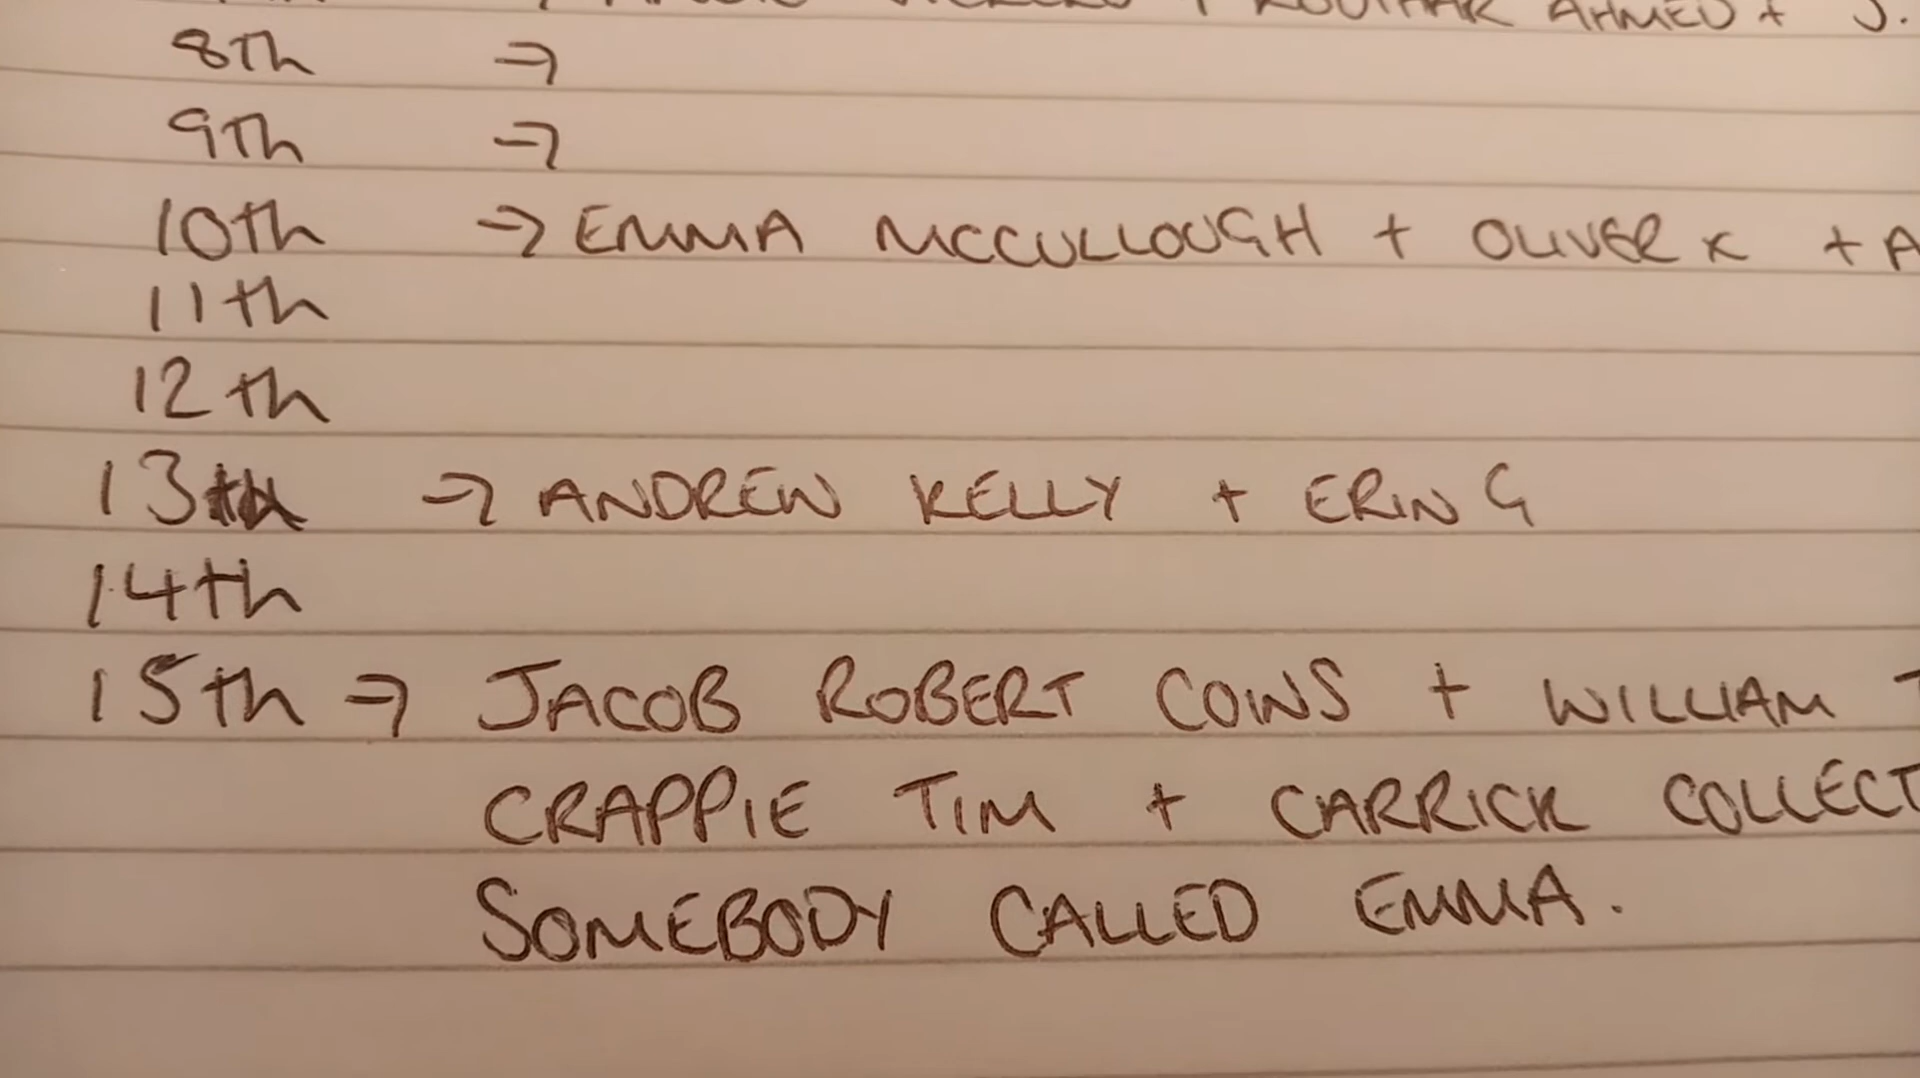 AHMED + J.
8th →
9th →
10th → EMMA MCCULLOUGH + OLIVER K + A
11th
12th
13th → ANDREW KELLY + ERIN G
14th
15th → JACOB ROBERT COWS + WILLIAM
CRAPPIE TIM + CARRICK COLLECT
SOMEBODY CALLED EMMA.